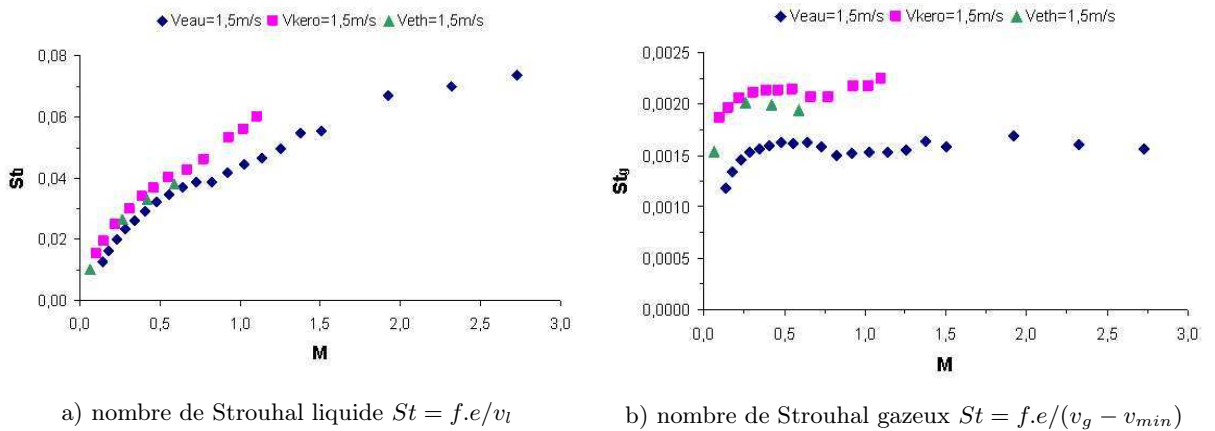 Veau=1,5m/s Vkero=1,5m/s Veth=1,5m/s
0,08
0,06
0,04
0,02
0,00
St
0,0 0,5 1,0 1,5 2,0 2,5 3,0
M
a) nombre de Strouhal liquide St = f.e/v_l
Veau=1,5m/s Vkero=1,5m/s Veth=1,5m/s
0,0025
0,0020
0,0015
0,0010
0,0005
0,0000
St_g
0,0 0,5 1,0 1,5 2,0 2,5 3,0
M
b) nombre de Strouhal gazeux St = f.e/(v_g − v_min)